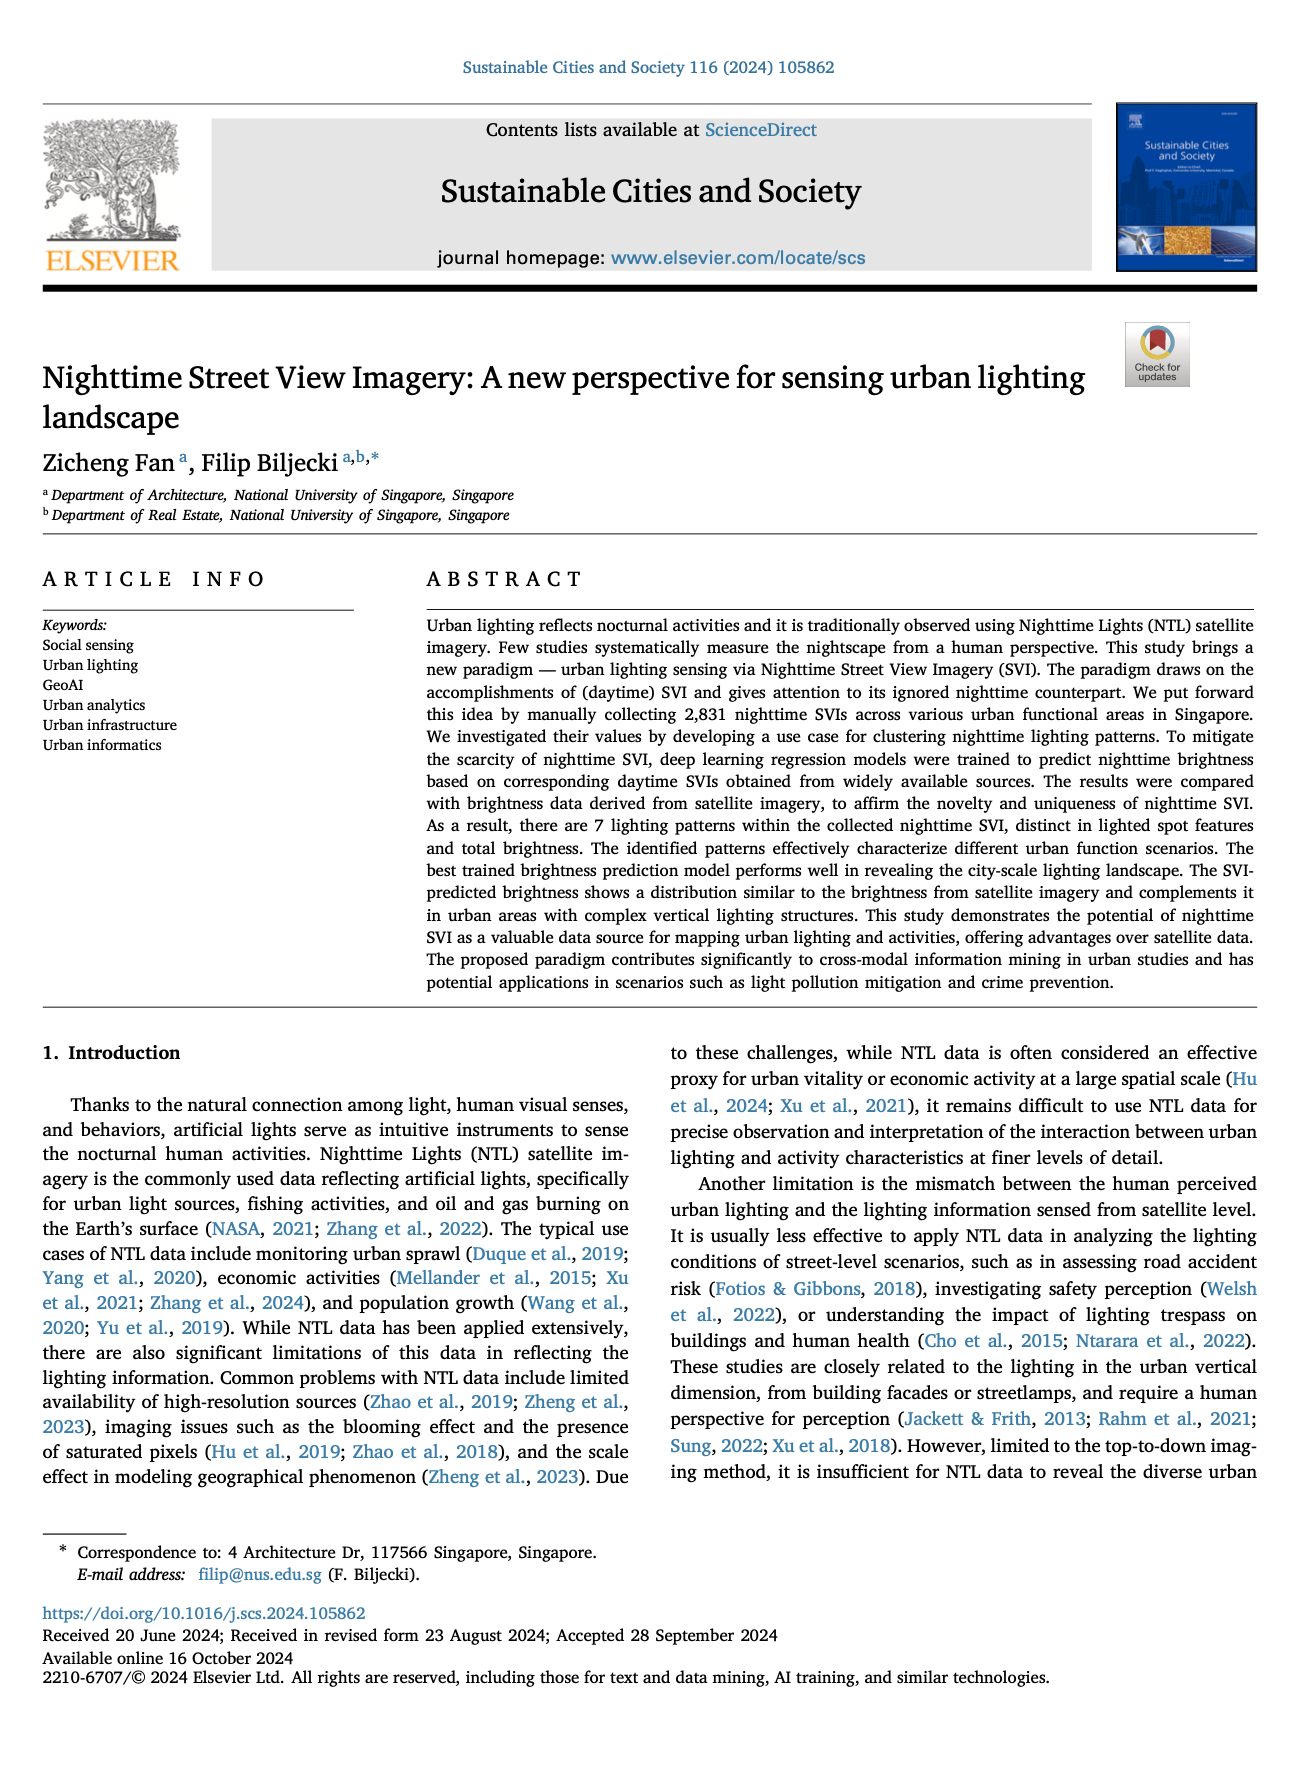 Sustainable Cities and Society 116 (2024) 105862
Contents lists available at ScienceDirect
Sustainable Cities and Society
journal homepage: www.elsevier.com/locate/scs
ELSEVIER
Sustainable Cities
and Society
Check for
updates
Nighttime Street View Imagery: A new perspective for sensing urban lighting
landscape
Zicheng Fan a, Filip Biljecki a,b,*
a Department of Architecture, National University of Singapore, Singapore
b Department of Real Estate, National University of Singapore, Singapore
ARTICLE INFO
Keywords:
Social sensing
Urban lighting
GeoAI
Urban analytics
Urban infrastructure
Urban informatics
ABSTRACT
Urban lighting reflects nocturnal activities and it is traditionally observed using Nighttime Lights (NTL) satellite
imagery. Few studies systematically measure the nightscape from a human perspective. This study brings a
new paradigm — urban lighting sensing via Nighttime Street View Imagery (SVI). The paradigm draws on the
accomplishments of (daytime) SVI and gives attention to its ignored nighttime counterpart. We put forward
this idea by manually collecting 2,831 nighttime SVIs across various urban functional areas in Singapore.
We investigated their values by developing a use case for clustering nighttime lighting patterns. To mitigate
the scarcity of nighttime SVI, deep learning regression models were trained to predict nighttime brightness
based on corresponding daytime SVIs obtained from widely available sources. The results were compared
with brightness data derived from satellite imagery, to affirm the novelty and uniqueness of nighttime SVI.
As a result, there are 7 lighting patterns within the collected nighttime SVI, distinct in lighted spot features
and total brightness. The identified patterns effectively characterize different urban function scenarios. The
best trained brightness prediction model performs well in revealing the city-scale lighting landscape. The SVI-
predicted brightness shows a distribution similar to the brightness from satellite imagery and complements it
in urban areas with complex vertical lighting structures. This study demonstrates the potential of nighttime
SVI as a valuable data source for mapping urban lighting and activities, offering advantages over satellite data.
The proposed paradigm contributes significantly to cross-modal information mining in urban studies and has
potential applications in scenarios such as light pollution mitigation and crime prevention.
1. Introduction
Thanks to the natural connection among light, human visual senses,
and behaviors, artificial lights serve as intuitive instruments to sense
the nocturnal human activities. Nighttime Lights (NTL) satellite im-
agery is the commonly used data reflecting artificial lights, specifically
for urban light sources, fishing activities, and oil and gas burning on
the Earth's surface (NASA, 2021; Zhang et al., 2022). The typical use
cases of NTL data include monitoring urban sprawl (Duque et al., 2019;
Yang et al., 2020), economic activities (Mellander et al., 2015; Xu
et al., 2021; Zhang et al., 2024), and population growth (Wang et al.,
2020; Yu et al., 2019). While NTL data has been applied extensively,
there are also significant limitations of this data in reflecting the
lighting information. Common problems with NTL data include limited
availability of high-resolution sources (Zhao et al., 2019; Zheng et al.,
2023), imaging issues such as the blooming effect and the presence
of saturated pixels (Hu et al., 2019; Zhao et al., 2018), and the scale
effect in modeling geographical phenomenon (Zheng et al., 2023). Due
to these challenges, while NTL data is often considered an effective
proxy for urban vitality or economic activity at a large spatial scale (Hu
et al., 2024; Xu et al., 2021), it remains difficult to use NTL data for
precise observation and interpretation of the interaction between urban
lighting and activity characteristics at finer levels of detail.
Another limitation is the mismatch between the human perceived
urban lighting and the lighting information sensed from satellite level.
It is usually less effective to apply NTL data in analyzing the lighting
conditions of street-level scenarios, such as in assessing road accident
risk (Fotios & Gibbons, 2018), investigating safety perception (Welsh
et al., 2022), or understanding the impact of lighting trespass on
buildings and human health (Cho et al., 2015; Ntarara et al., 2022).
These studies are closely related to the lighting in the urban vertical
dimension, from building facades or streetlamps, and require a human
perspective for perception (Jackett & Frith, 2013; Rahm et al., 2021;
Sung, 2022; Xu et al., 2018). However, limited to the top-to-down imag-
ing method, it is insufficient for NTL data to reveal the diverse urban
* Correspondence to: 4 Architecture Dr, 117566 Singapore, Singapore.
E-mail address: filip@nus.edu.sg (F. Biljecki).
https://doi.org/10.1016/j.scs.2024.105862
Received 20 June 2024; Received in revised form 23 August 2024; Accepted 28 September 2024
Available online 16 October 2024
2210-6707/© 2024 Elsevier Ltd. All rights are reserved, including those for text and data mining, AI training, and similar technologies.